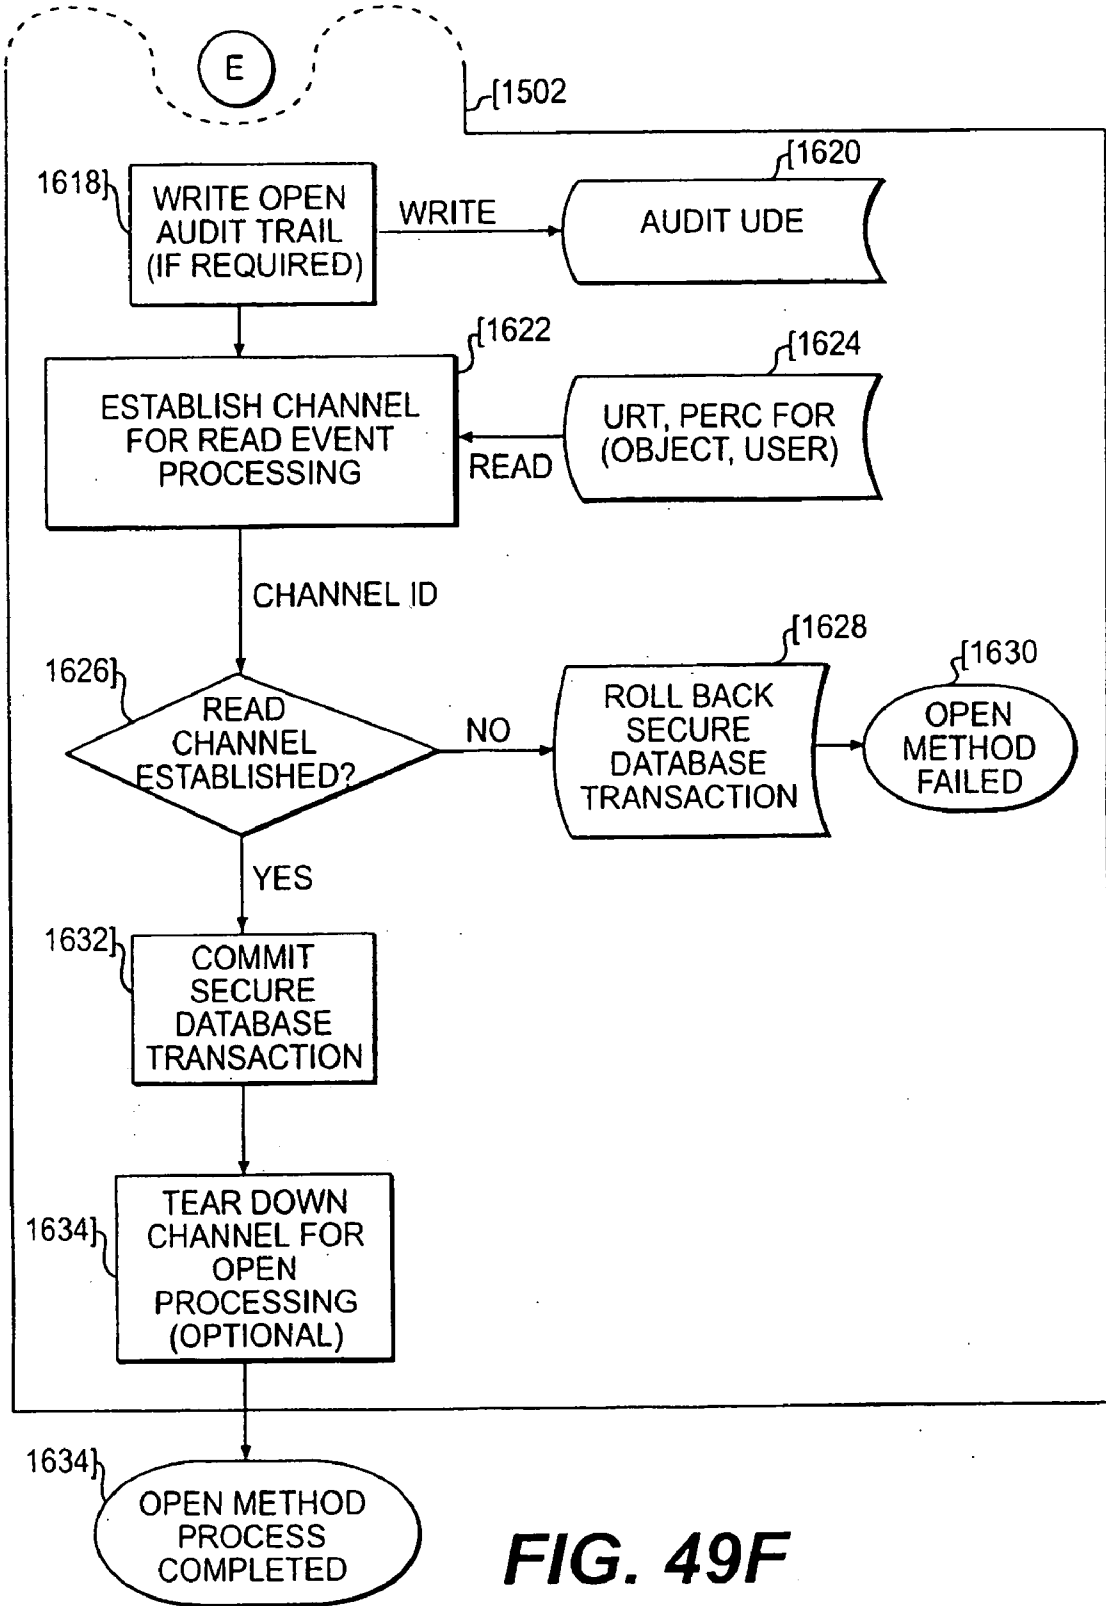 E
[1502
1618]
WRITE OPEN
AUDIT TRAIL
(IF REQUIRED)
WRITE
[1620
AUDIT UDE
[1622
ESTABLISH CHANNEL
FOR READ EVENT
PROCESSING
READ
[1624
URT, PERC FOR
(OBJECT, USER)
CHANNEL ID
1626]
READ
CHANNEL
ESTABLISHED?
NO
[1628
ROLL BACK
SECURE
DATABASE
TRANSACTION
[1630
OPEN
METHOD
FAILED
YES
1632]
COMMIT
SECURE
DATABASE
TRANSACTION
1634]
TEAR DOWN
CHANNEL FOR
OPEN
PROCESSING
(OPTIONAL)
1634]
OPEN METHOD
PROCESS
COMPLETED
FIG. 49F